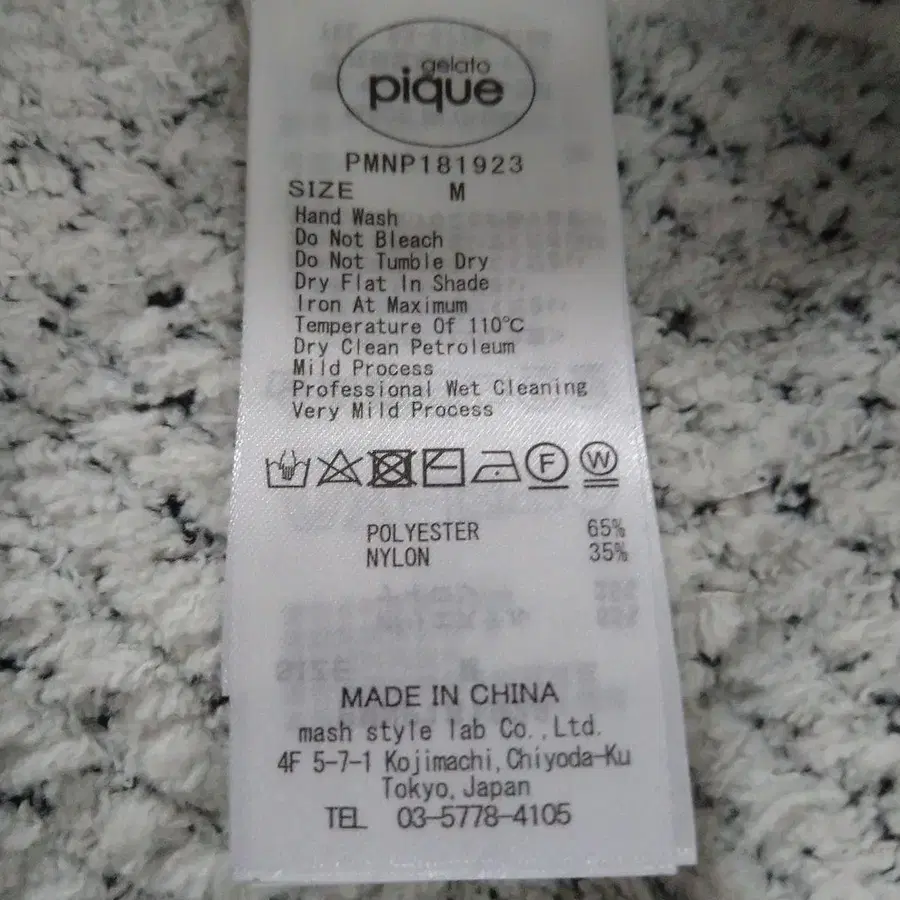 gelato
pique
PMNP181923
SIZE M
Hand Wash
Do Not Bleach
Do Not Tumble Dry
Dry Flat In Shade
Iron At Maximum
Temperature Of 110℃
Dry Clean Petroleum
Mild Process
Professional Wet Cleaning
Very Mild Process
F W
POLYESTER 65%
NYLON 35%
MADE IN CHINA
mash style lab Co.,Ltd.
4F 5-7-1 Kojimachi,Chiyoda-Ku
Tokyo,Japan
TEL 03-5778-4105